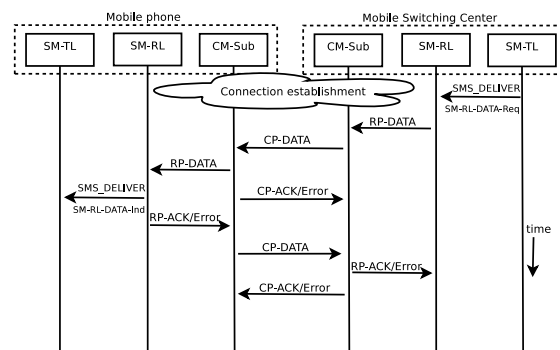 Mobile phone
Mobile Switching Center
SM-TL
SM-RL
CM-Sub
CM-Sub
SM-RL
SM-TL
Connection establishment
SMS_DELIVER
SM-RL-DATA-Req
RP-DATA
CP-DATA
RP-DATA
SMS_DELIVER
SM-RL-DATA-Ind
CP-ACK/Error
RP-ACK/Error
time
CP-DATA
RP-ACK/Error
CP-ACK/Error